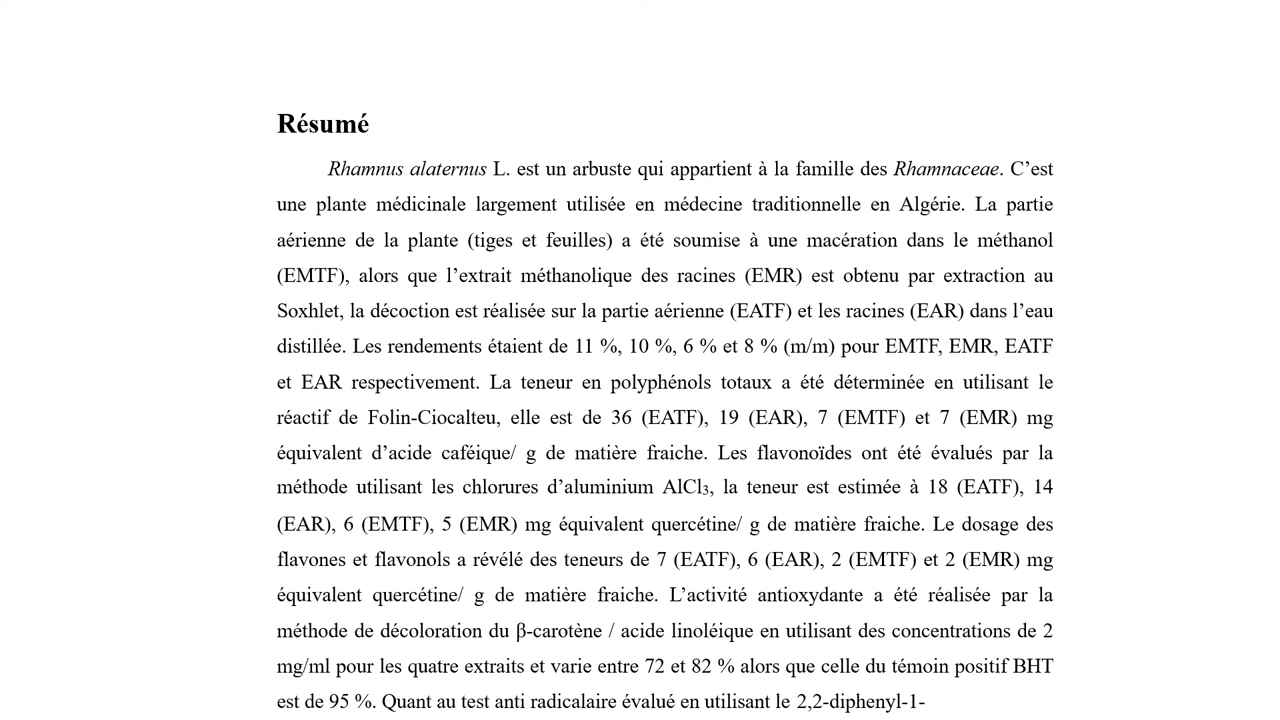 Résumé
Rhamnus alaternus L. est un arbuste qui appartient à la famille des Rhamnaceae. C’est
une plante médicinale largement utilisée en médecine traditionnelle en Algérie. La partie
aérienne de la plante (tiges et feuilles) a été soumise à une macération dans le méthanol
(EMTF), alors que l’extrait méthanolique des racines (EMR) est obtenu par extraction au
Soxhlet, la décoction est réalisée sur la partie aérienne (EATF) et les racines (EAR) dans l’eau
distillée. Les rendements étaient de 11 %, 10 %, 6 % et 8 % (m/m) pour EMTF, EMR, EATF
et EAR respectivement. La teneur en polyphénols totaux a été déterminée en utilisant le
réactif de Folin-Ciocalteu, elle est de 36 (EATF), 19 (EAR), 7 (EMTF) et 7 (EMR) mg
équivalent d’acide caféique/ g de matière fraiche. Les flavonoïdes ont été évalués par la
méthode utilisant les chlorures d’aluminium AlCl₃, la teneur est estimée à 18 (EATF), 14
(EAR), 6 (EMTF), 5 (EMR) mg équivalent quercétine/ g de matière fraiche. Le dosage des
flavones et flavonols a révélé des teneurs de 7 (EATF), 6 (EAR), 2 (EMTF) et 2 (EMR) mg
équivalent quercétine/ g de matière fraiche. L’activité antioxydante a été réalisée par la
méthode de décoloration du β-carotène / acide linoléique en utilisant des concentrations de 2
mg/ml pour les quatre extraits et varie entre 72 et 82 % alors que celle du témoin positif BHT
est de 95 %. Quant au test anti radicalaire évalué en utilisant le 2,2-diphenyl-1-